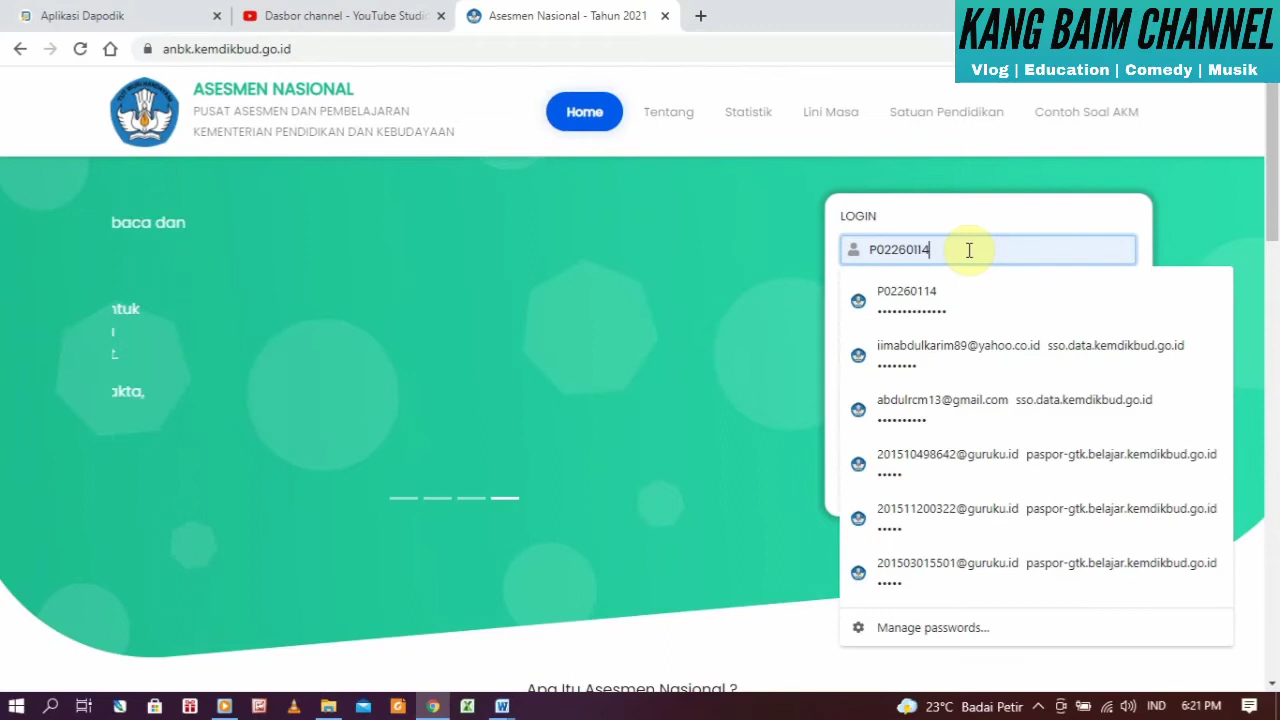 Aplikasi Dapodik
Dasbor channel - YouTube Studi
Asesmen Nasional - Tahun 2021
KANG BAIM CHANNEL
Vlog | Education | Comedy | Musik
anbk.kemdikbud.go.id
ASESMEN NASIONAL
PUSAT ASESMEN DAN PEMBELAJARAN
KEMENTERIAN PENDIDIKAN DAN KEBUDAYAAN
Home
Tentang
Statistik
Lini Masa
Satuan Pendidikan
Contoh Soal AKM
baca dan
ntuk
t.
akta,
LOGIN
P02260114
P02260114
••••••••••••••
iimabdulkarim89@yahoo.co.id sso.data.kemdikbud.go.id
••••••••
abdulrcm13@gmail.com sso.data.kemdikbud.go.id
••••••••••
201510498642@guruku.id paspor-gtk.belajar.kemdikbud.go.id
•••••
201511200322@guruku.id paspor-gtk.belajar.kemdikbud.go.id
•••••
201503015501@guruku.id paspor-gtk.belajar.kemdikbud.go.id
•••••
Manage passwords...
Apa Itu Asesmen Nasional ?
23°C Badai Petir
IND
6:21 PM